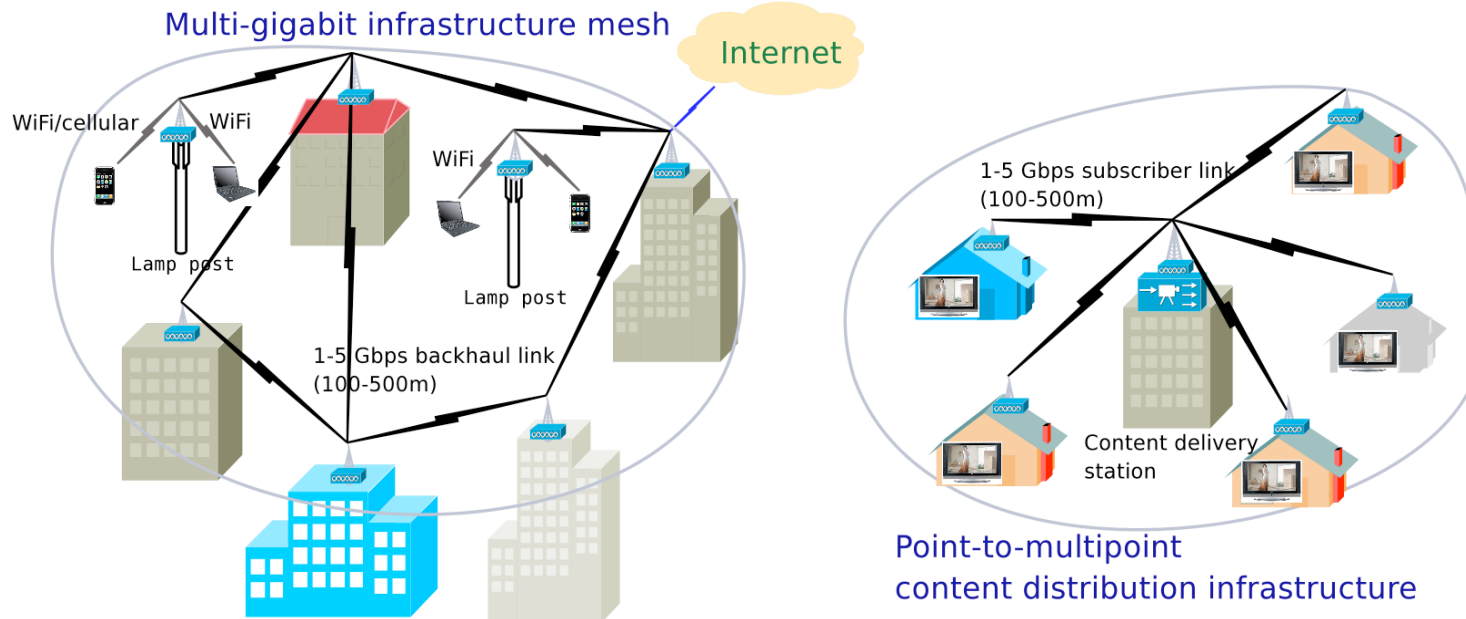 Multi-gigabit infrastructure mesh
Internet
WiFi/cellular
WiFi
WiFi
Lamp post
Lamp post
1-5 Gbps backhaul link
(100-500m)
1-5 Gbps subscriber link
(100-500m)
Content delivery
station
Point-to-multipoint
content distribution infrastructure